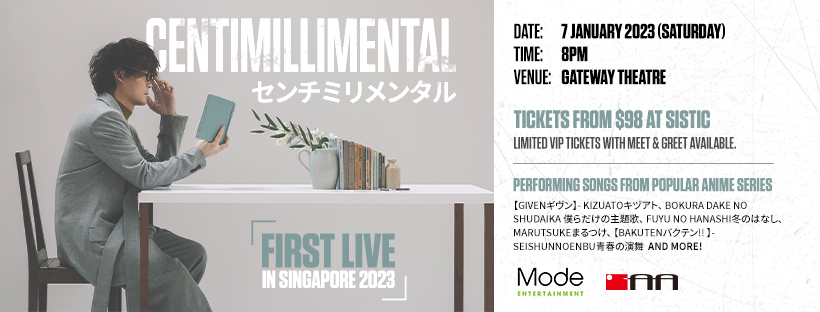 CENTIMILLIMENTAL
センチミリメンタル
FIRST LIVE
IN SINGAPORE 2023
DATE: 7 JANUARY 2023 (SATURDAY)
TIME: 8PM
VENUE: GATEWAY THEATRE
TICKETS FROM $98 AT SISTIC
LIMITED VIP TICKETS WITH MEET & GREET AVAILABLE.
PERFORMING SONGS FROM POPULAR ANIME SERIES
【GIVENギヴン】- KIZUATOキヅアト、BOKURA DAKE NO
SHUDAIKA 僕らだけの主題歌、FUYU NO HANASHI冬のはなし、
MARUTSUKEまるつけ、【BAKUTENバクテン!! 】-
SEISHUNNOENBU青春の演舞 AND MORE!
Mode
ENTERTAINMENT